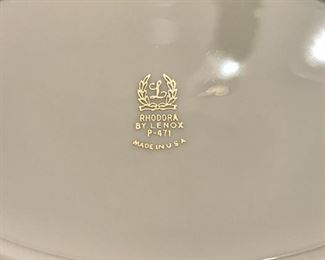 L
RHODORA
BY LENOX
P-471
MADE IN U.S.A